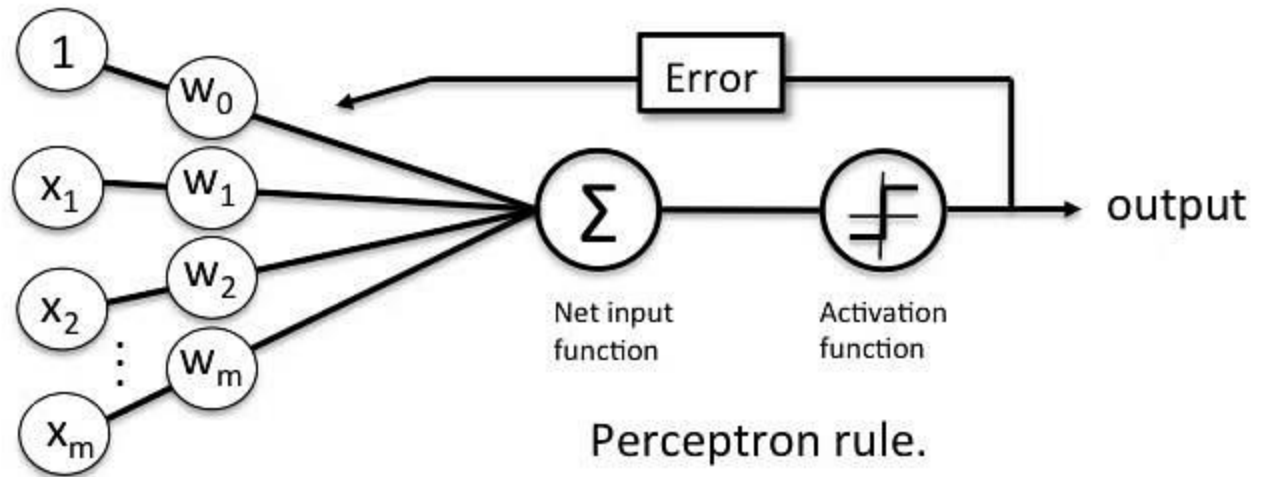 1
w₀
Error
x₁
w₁
Σ
output
x₂
w₂
Net input
function
Activation
function
⋮
wₘ
xₘ
Perceptron rule.